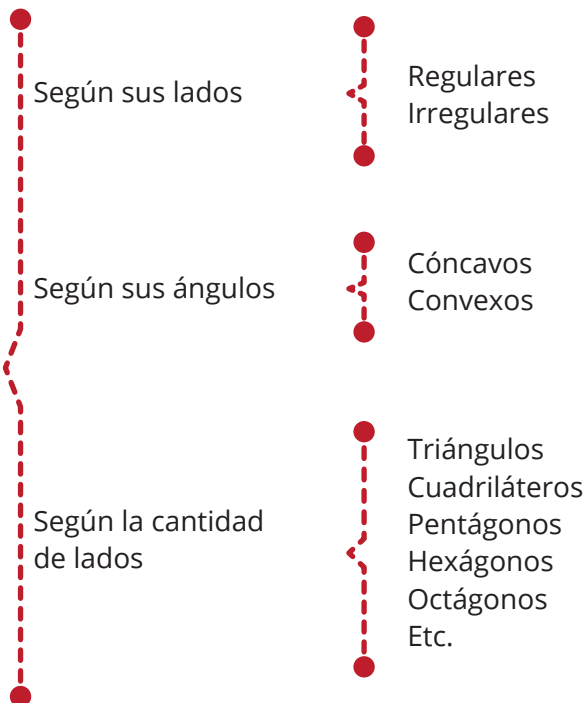 Según sus lados
Regulares
Irregulares
Según sus ángulos
Cóncavos
Convexos
Según la cantidad
de lados
Triángulos
Cuadriláteros
Pentágonos
Hexágonos
Octágonos
Etc.